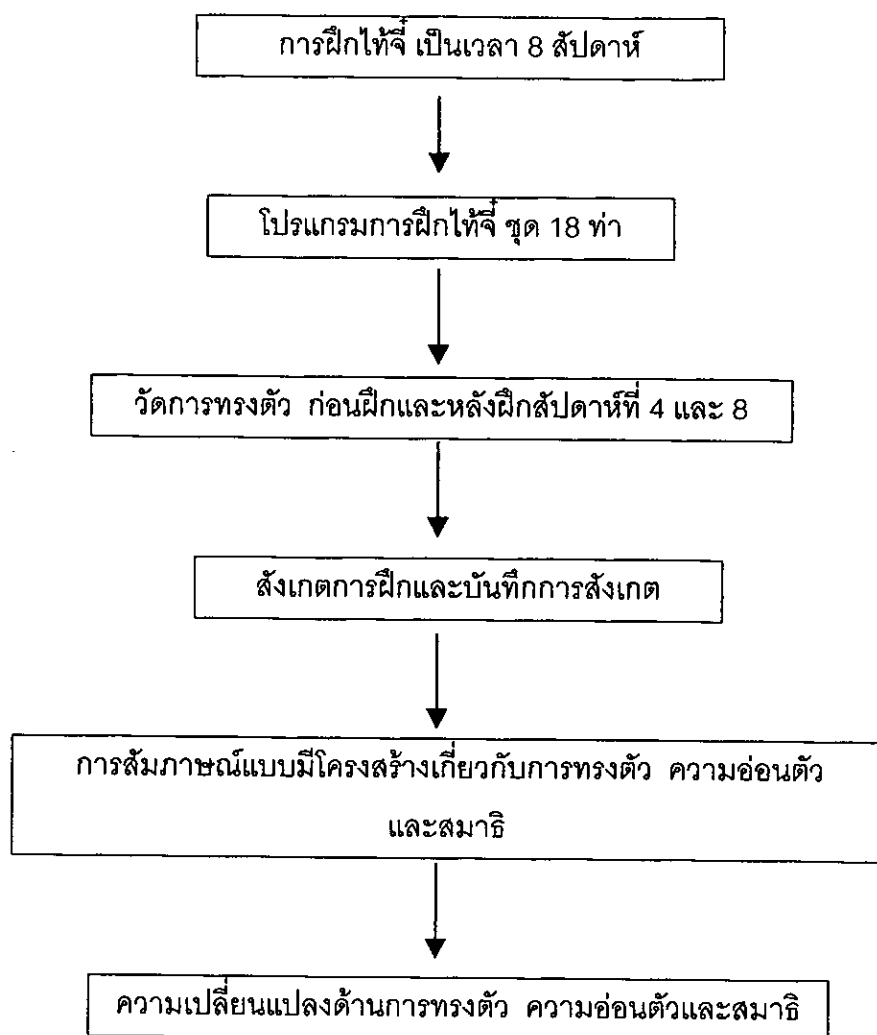 การฝึกไท้จี๋ เป็นเวลา 8 สัปดาห์
โปรแกรมการฝึกไท้จี๋ ชุด 18 ท่า
วัดการทรงตัว ก่อนฝึกและหลังฝึกสัปดาห์ที่ 4 และ 8
สังเกตการฝึกและบันทึกการสังเกต
การสัมภาษณ์แบบมีโครงสร้างเกี่ยวกับการทรงตัว ความอ่อนตัว
และสมาธิ
ความเปลี่ยนแปลงด้านการทรงตัว ความอ่อนตัวและสมาธิ